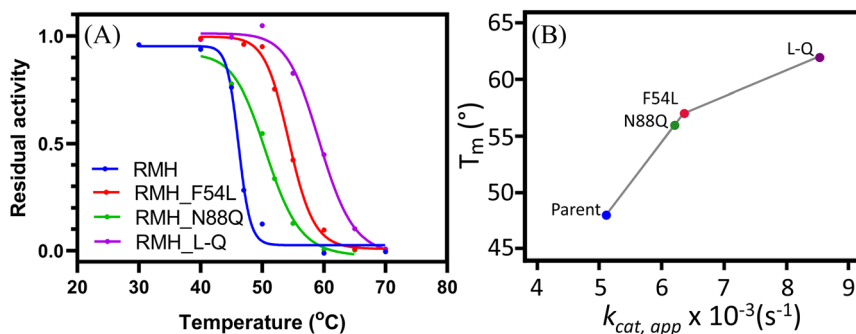 (A)
Residual activity
1.0
0.5
0.0
RMH
RMH_F54L
RMH_N88Q
RMH_L-Q
20 30 40 50 60 70 80
Temperature (°C)
(B)
Tm (°)
65
60
55
50
45
L-Q
F54L
N88Q
Parent
4 5 6 7 8 9
kcat, app x 10-3(s-1)